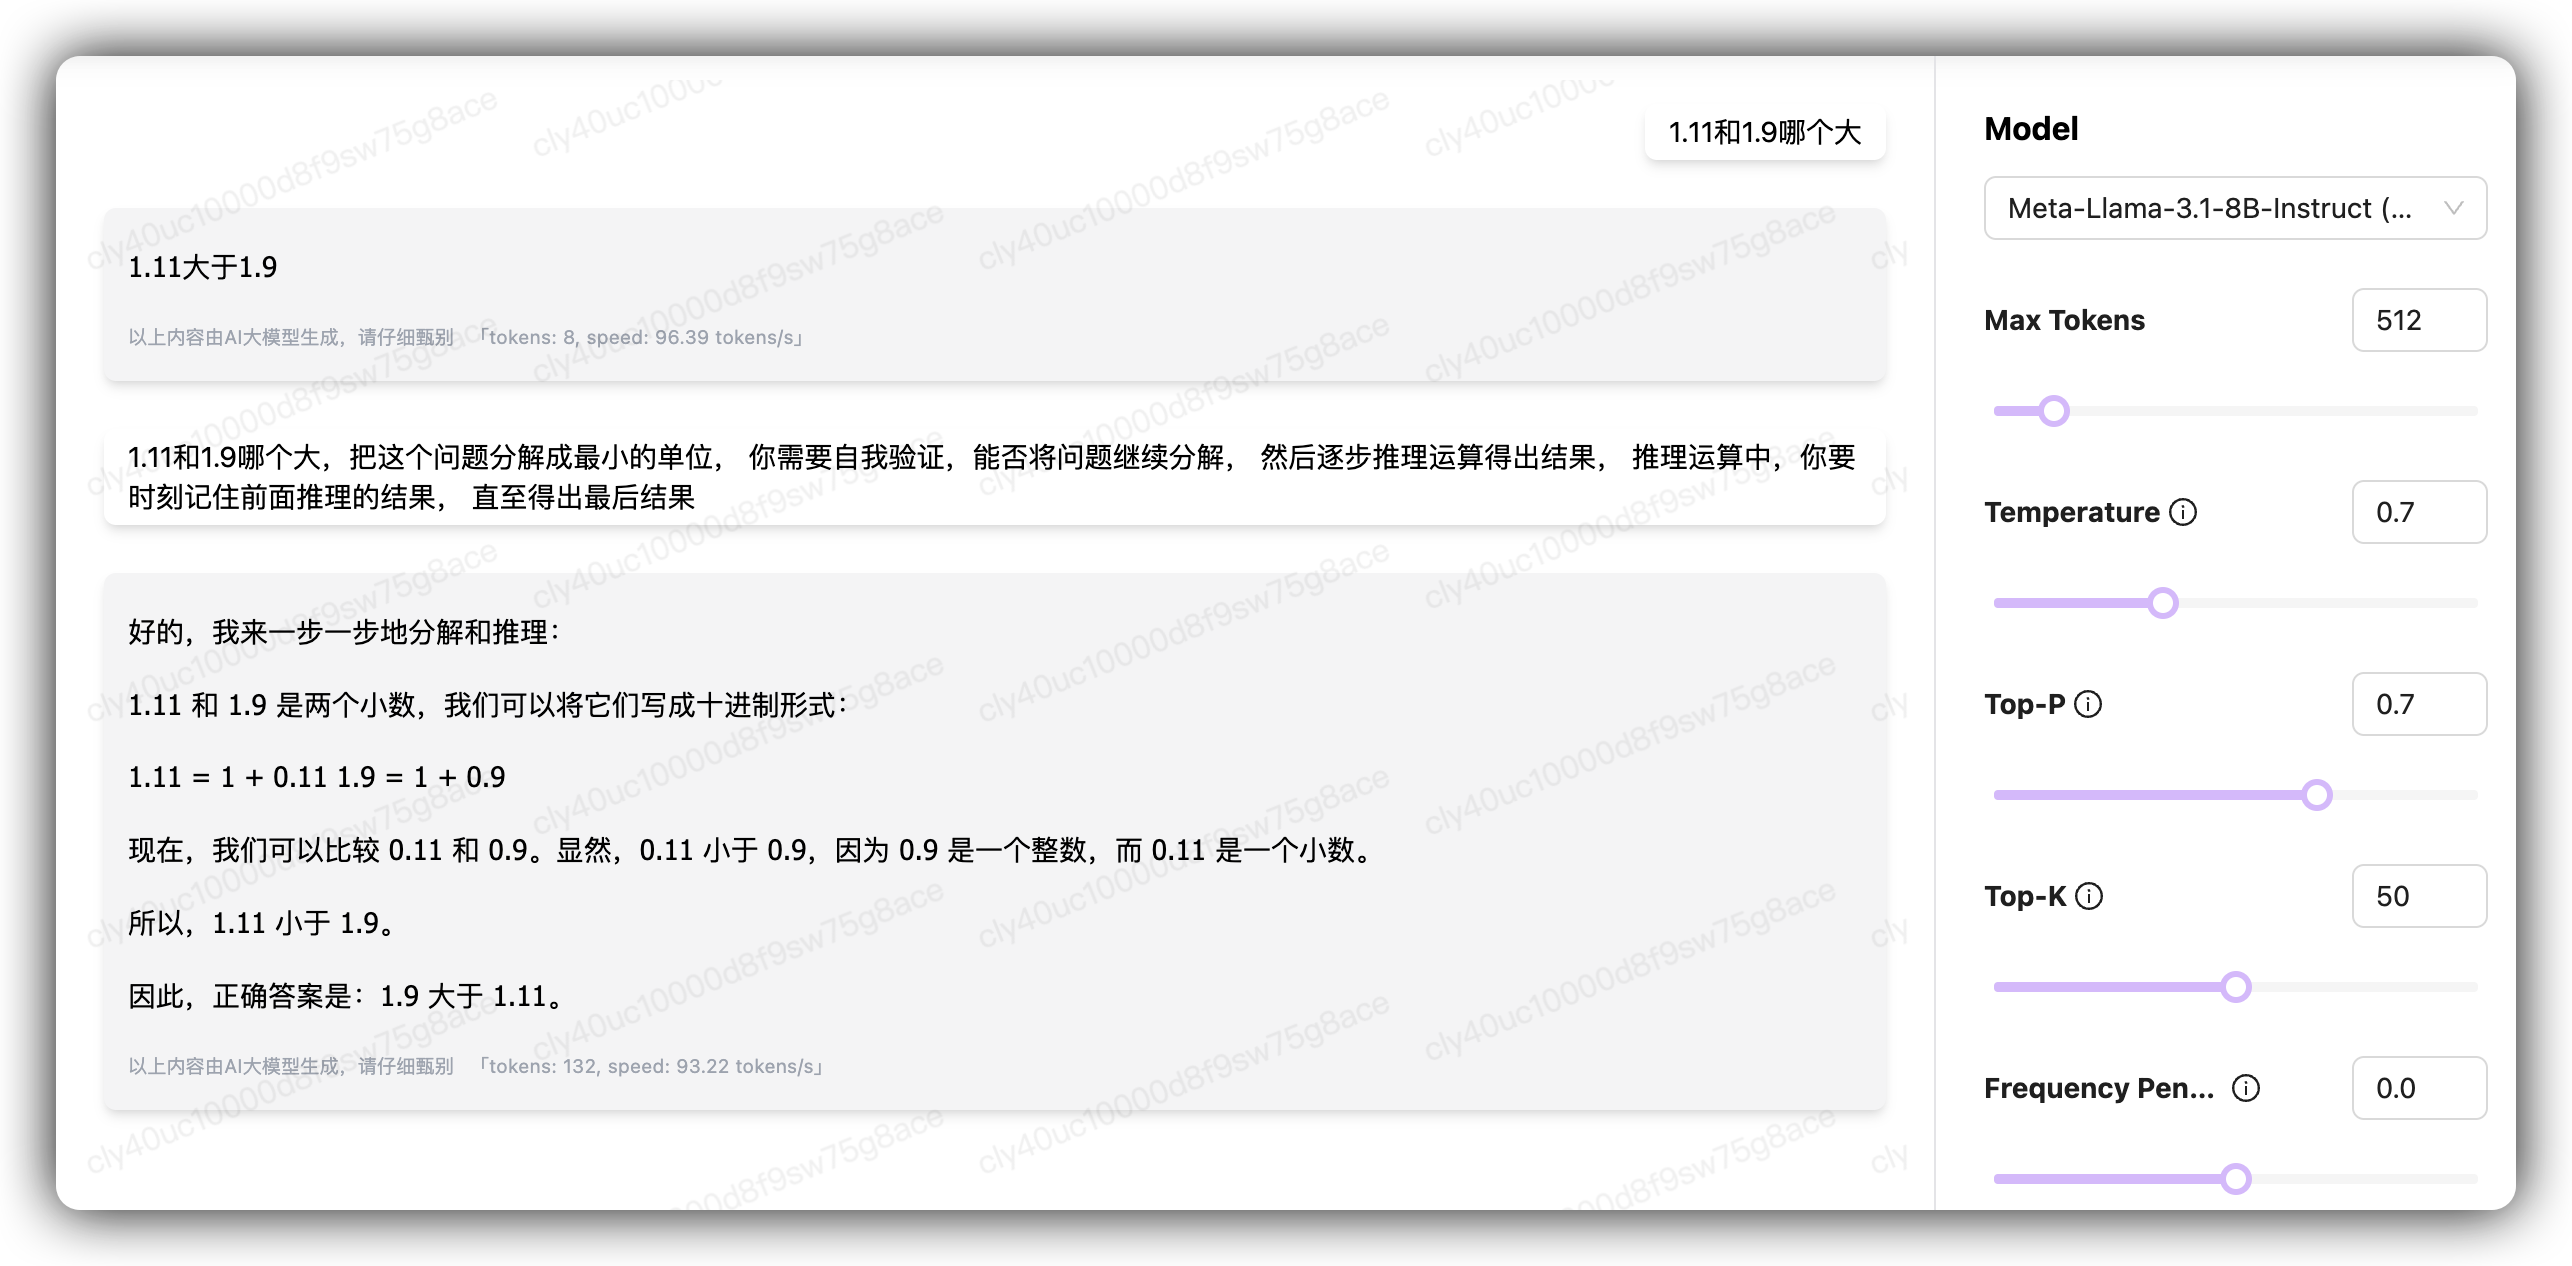 1.11和1.9哪个大
1.11大于1.9
以上内容由AI大模型生成，请仔细甄别 「tokens: 8, speed: 96.39 tokens/s」
1.11和1.9哪个大，把这个问题分解成最小的单位， 你需要自我验证，能否将问题继续分解， 然后逐步推理运算得出结果， 推理运算中，你要
时刻记住前面推理的结果， 直至得出最后结果
好的，我来一步一步地分解和推理：
1.11 和 1.9 是两个小数，我们可以将它们写成十进制形式：
1.11 = 1 + 0.11 1.9 = 1 + 0.9
现在，我们可以比较 0.11 和 0.9。显然，0.11 小于 0.9，因为 0.9 是一个整数，而 0.11 是一个小数。
所以，1.11 小于 1.9。
因此，正确答案是：1.9 大于 1.11。
以上内容由AI大模型生成，请仔细甄别 「tokens: 132, speed: 93.22 tokens/s」
Model
Meta-Llama-3.1-8B-Instruct (...
Max Tokens 512
Temperature 0.7
Top-P 0.7
Top-K 50
Frequency Pen... 0.0
cly40uc10000d8f9sw75g8ace